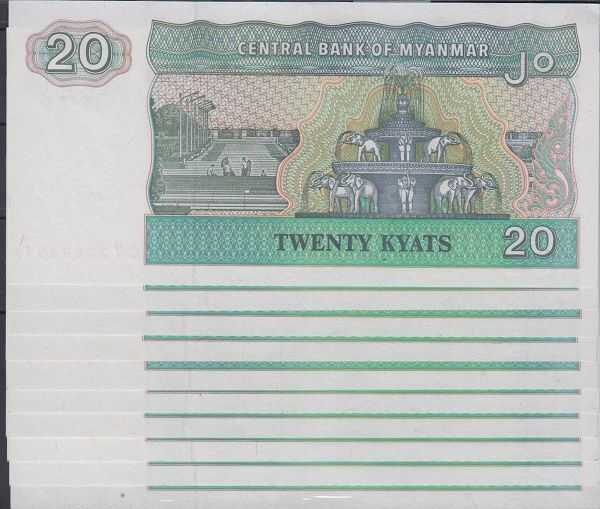 20
CENTRAL BANK OF MYANMAR
၂၀
TWENTY KYATS 20